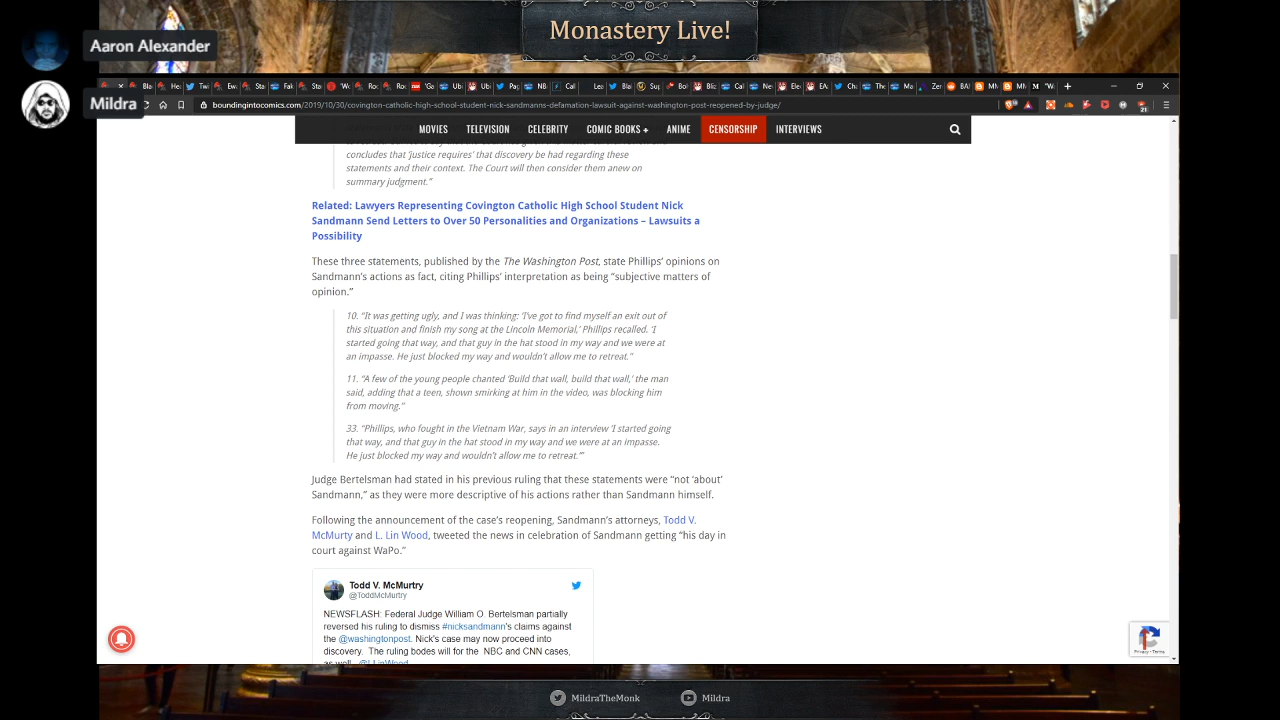 Monastery Live!
Aaron Alexander
Mildra
boundingintocomics.com/2019/10/30/covington-catholic-high-school-student-nick-sandmanns-defamation-lawsuit-against-washington-post-reopened-by-judge/
MOVIES TELEVISION CELEBRITY COMIC BOOKS + ANIME CENSORSHIP INTERVIEWS
concludes that 'justice requires' that discovery be had regarding these
statements and their context. The Court will then consider them anew on
summary judgment."
Related: Lawyers Representing Covington Catholic High School Student Nick
Sandmann Send Letters to Over 50 Personalities and Organizations – Lawsuits a
Possibility
These three statements, published by the The Washington Post, state Phillips' opinions on
Sandmann's actions as fact, citing Phillips' interpretation as being "subjective matters of
opinion."
10. "It was getting ugly, and I was thinking: 'I've got to find myself an exit out of
this situation and finish my song at the Lincoln Memorial,' Phillips recalled. 'I
started going that way, and that guy in the hat stood in my way and we were at
an impasse. He just blocked my way and wouldn't allow me to retreat."
11. "A few of the young people chanted 'Build that wall, build that wall,' the man
said, adding that a teen, shown smirking at him in the video, was blocking him
from moving."
33. "Phillips, who fought in the Vietnam War, says in an interview 'I started going
that way, and that guy in the hat stood in my way and we were at an impasse.
He just blocked my way and wouldn't allow me to retreat.'"
Judge Bertelsman had stated in his previous ruling that these statements were "not 'about'
Sandmann," as they were more descriptive of his actions rather than Sandmann himself.
Following the announcement of the case's reopening, Sandmann's attorneys, Todd V.
McMurty and L. Lin Wood, tweeted the news in celebration of Sandmann getting "his day in
court against WaPo."
Todd V. McMurtry
@ToddMcMurtry
NEWSFLASH: Federal Judge William O. Bertelsman partially
reversed his ruling to dismiss #nicksandmann's claims against
the @washingtonpost. Nick's case may now proceed into
discovery. The ruling bodes will for the NBC and CNN cases,
as well. @LLinWood
Privacy - Terms
MildraTheMonk
Mildra